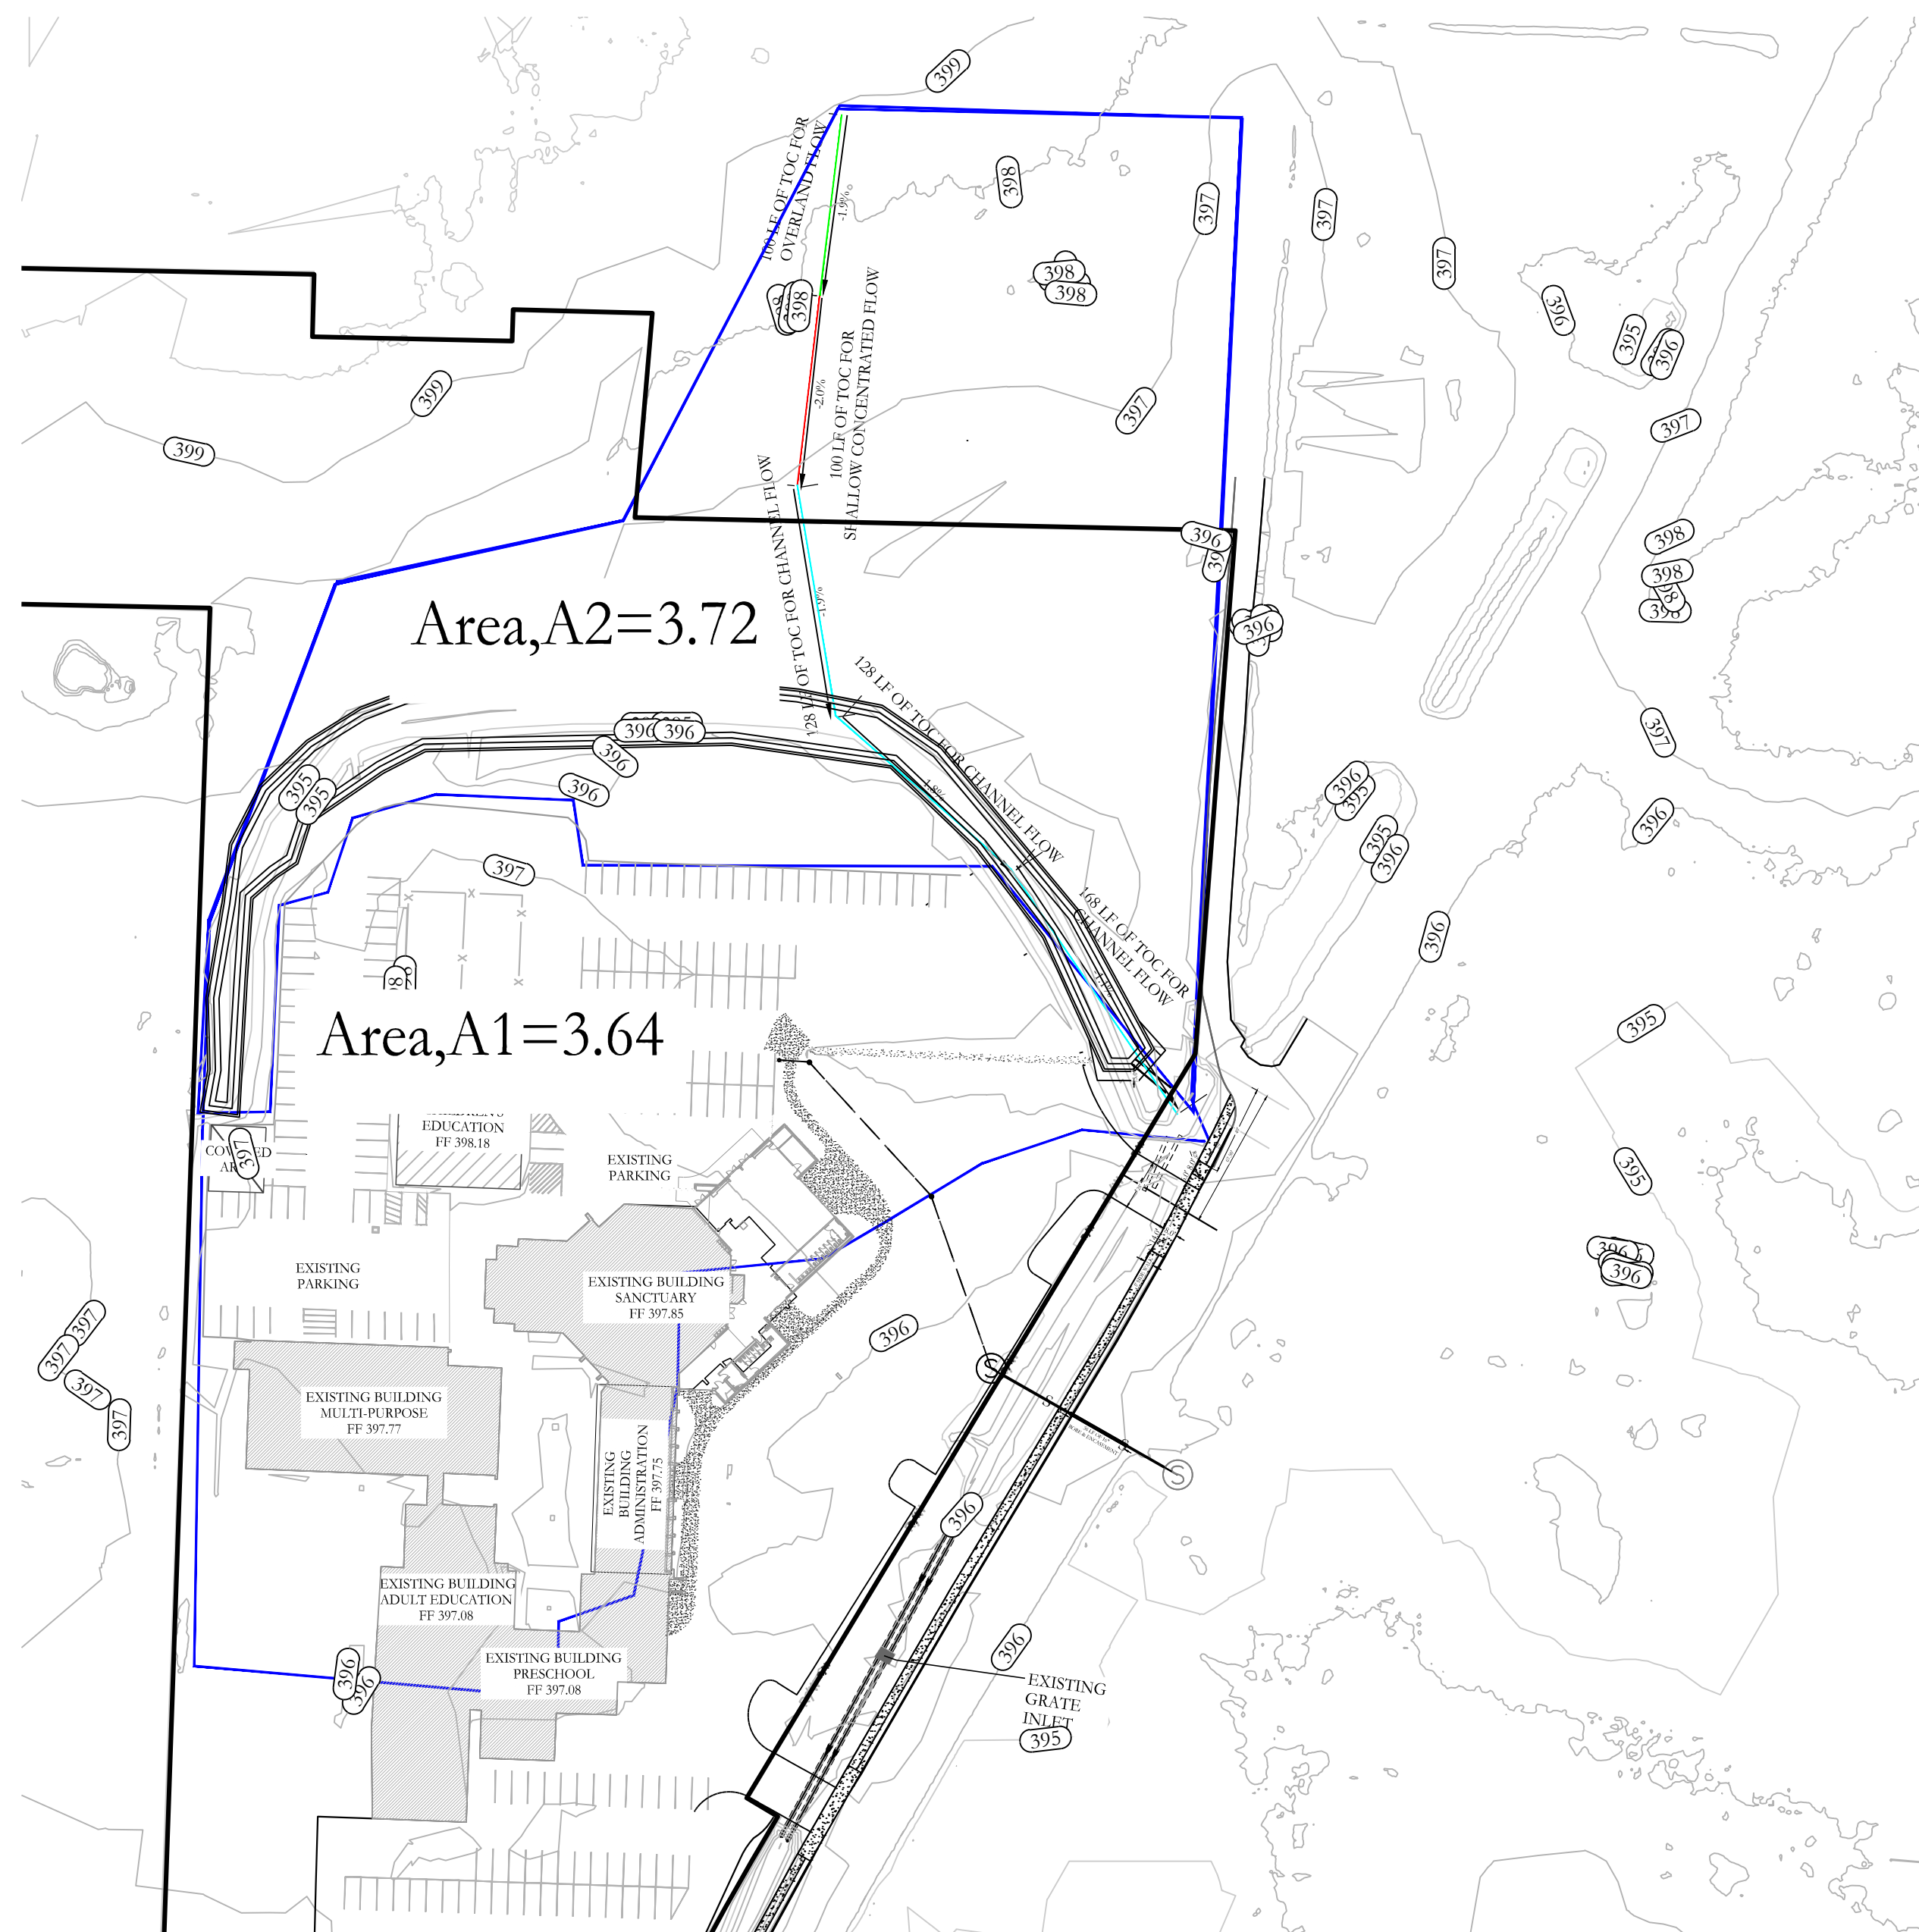 399
100 LF OF TOC FOR
OVERLAND FLOW
-1.9%
398
397
397
397
398
398
398
396
395
396
399
397
397
399
100 LF OF TOC FOR
SHALLOW CONCENTRATED FLOW
-2.0%
128 LF OF TOC FOR CHANNEL FLOW
-1.9%
396
398
398
398
396
Area,A2=3.72
128 LF OF TOC FOR CHANNEL FLOW
396
396
396
396
395
395
397
396
395
395
396
396
397
396
168 LF OF TOC FOR
CHANNEL FLOW
395
Area,A1=3.64
EDUCATION
FF 398.18
397
EXISTING
PARKING
395
EXISTING
PARKING
EXISTING BUILDING
SANCTUARY
FF 397.85
396
396
396
397
397
397
397
EXISTING BUILDING
MULTI-PURPOSE
FF 397.77
EXISTING
BUILDING
ADMINISTRATION
FF 397.75
S
S
S
396
EXISTING BUILDING
ADULT EDUCATION
FF 397.08
396
EXISTING BUILDING
PRESCHOOL
FF 397.08
396
396
EXISTING
GRATE
INLET
395